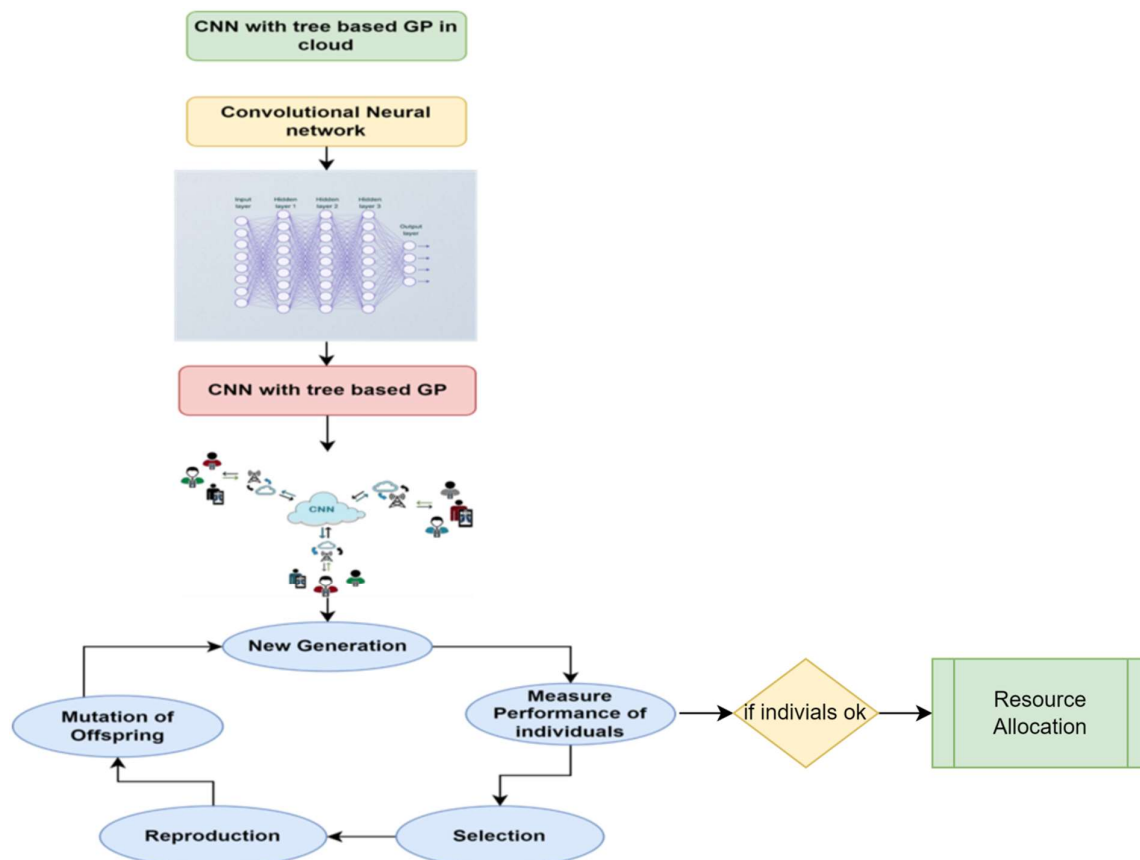 CNN with tree based GP in
cloud
Convolutional Neural
network
Input
layer
Hidden
layer 1
Hidden
layer 2
Hidden
layer 3
Output
layer
CNN with tree based GP
CNN
New Generation
Measure
Performance of
individuals
if indivials ok
Resource
Allocation
Mutation of
Offspring
Reproduction
Selection